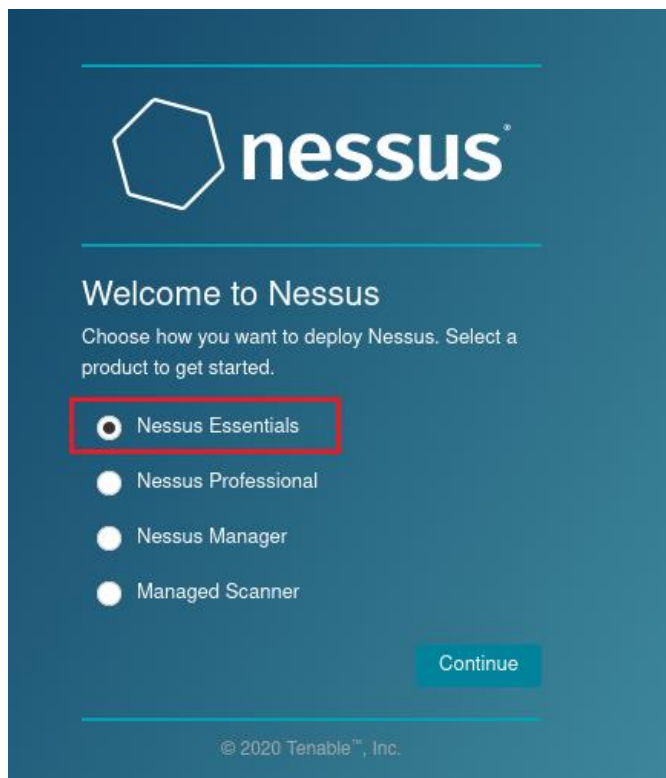 nessus®
Welcome to Nessus
Choose how you want to deploy Nessus. Select a
product to get started.
Nessus Essentials
Nessus Professional
Nessus Manager
Managed Scanner
Continue
© 2020 Tenable™, Inc.